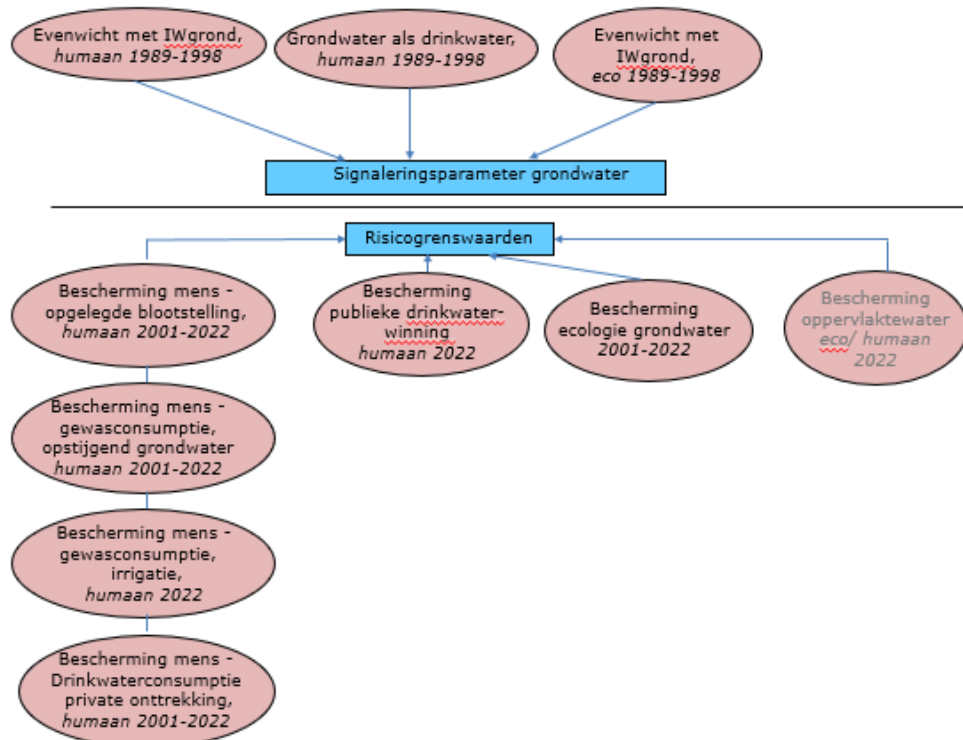 Evenwicht met IWgrond,
humaan 1989-1998
Grondwater als drinkwater,
humaan 1989-1998
Evenwicht met
IWgrond,
eco 1989-1998
Signaleringsparameter grondwater
Risicogrenswaarden
Bescherming mens -
opgelegde blootstelling,
humaan 2001-2022
Bescherming
publieke drinkwater-
winning
humaan 2022
Bescherming
ecologie grondwater
2001-2022
Bescherming
oppervlaktewater
eco/ humaan
2022
Bescherming mens -
gewasconsumptie,
opstijgend grondwater
humaan 2001-2022
Bescherming mens -
gewasconsumptie,
irrigatie,
humaan 2022
Bescherming mens -
Drinkwaterconsumptie
private onttrekking,
humaan 2001-2022